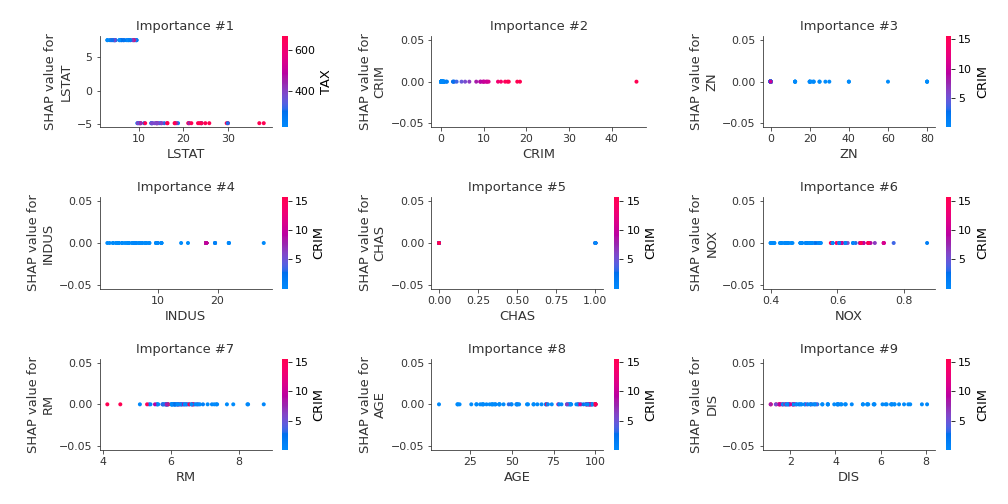 Importance #1
SHAP value for
LSTAT
5
0
−5
10
20
30
LSTAT
600
400
TAX
Importance #2
SHAP value for
CRIM
0.05
0.00
−0.05
0
10
20
30
40
CRIM
Importance #3
SHAP value for
ZN
0.05
0.00
−0.05
0
20
40
60
80
ZN
15
10
5
CRIM
Importance #4
SHAP value for
INDUS
0.05
0.00
−0.05
10
20
INDUS
15
10
5
CRIM
Importance #5
SHAP value for
CHAS
0.05
0.00
−0.05
0.00
0.25
0.50
0.75
1.00
CHAS
15
10
5
CRIM
Importance #6
SHAP value for
NOX
0.05
0.00
−0.05
0.4
0.6
0.8
NOX
15
10
5
CRIM
Importance #7
SHAP value for
RM
0.05
0.00
−0.05
4
6
8
RM
15
10
5
CRIM
Importance #8
SHAP value for
AGE
0.05
0.00
−0.05
25
50
75
100
AGE
15
10
5
CRIM
Importance #9
SHAP value for
DIS
0.05
0.00
−0.05
2
4
6
8
DIS
15
10
5
CRIM